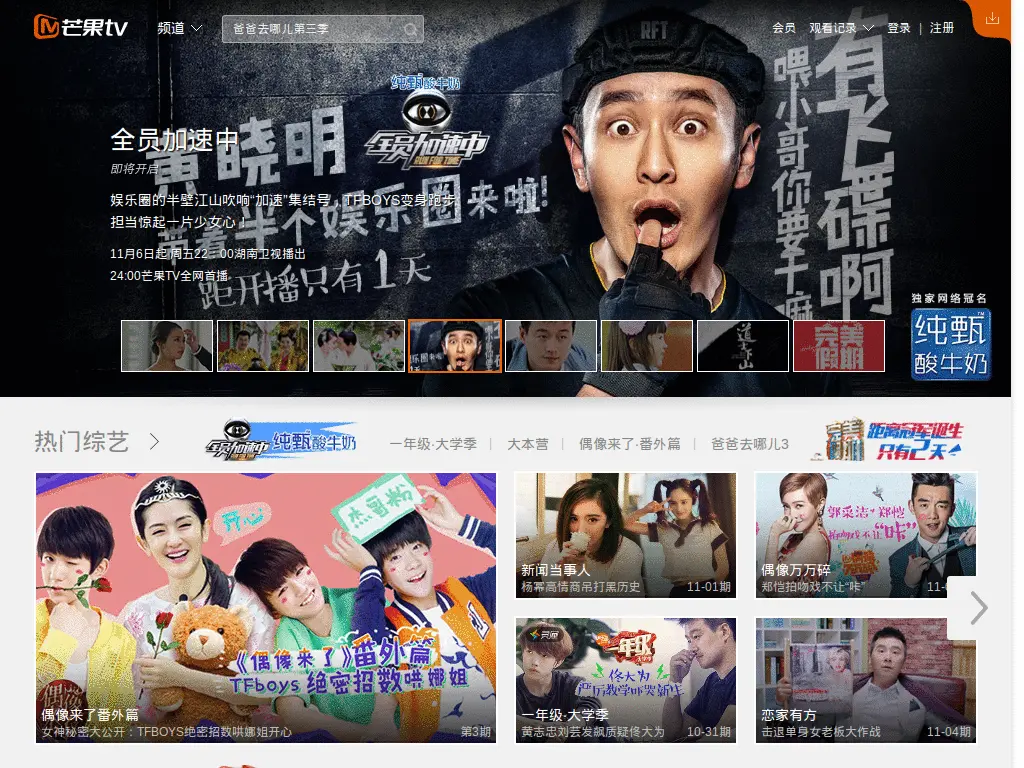 芒果tv
频道
爸爸去哪儿第三季
会员
观看记录
登录 | 注册
RFT
纯甄酸牛奶
全员加速中
RUN FOR TIME
黄晓明
带着半个娱乐圈来啦!
距开播只有1天
有飞碟啊
喂小哥你要干嘛
全员加速中
即将开启
娱乐圈的半壁江山吹响“加速”集结号，TFBOYS变身跑步
担当惊起一片少女心！
11月6日起 周五22：00湖南卫视播出
24:00芒果TV全网首播
道士下山
完美
假期
独家网络冠名
纯甄
酸牛奶
热门综艺
全员加速中
纯甄酸牛奶
一年级·大学季 | 大本营 | 偶像来了·番外篇 | 爸爸去哪儿3
距离冠军诞生
只有2天
开心
杰哥粉
《偶像来了》番外篇
TFboys 绝密招数哄娜姐
偶像来了番外篇
女神秘密大公开：TFBOYS绝密招数哄娜姐开心
第3期
新闻当事人
杨幂高情商吊打黑历史
11-01期
郭采洁 郑恺
拍吻戏不让“咔”
偶像万万碎
郑恺拍吻戏不让“咔”
11-0
一年级
佟大为
严厉教学吓哭新生
一年级·大学季
黄志忠刘芸发飙质疑佟大为
10-31期
恋家有方
击退单身女老板大作战
11-04期